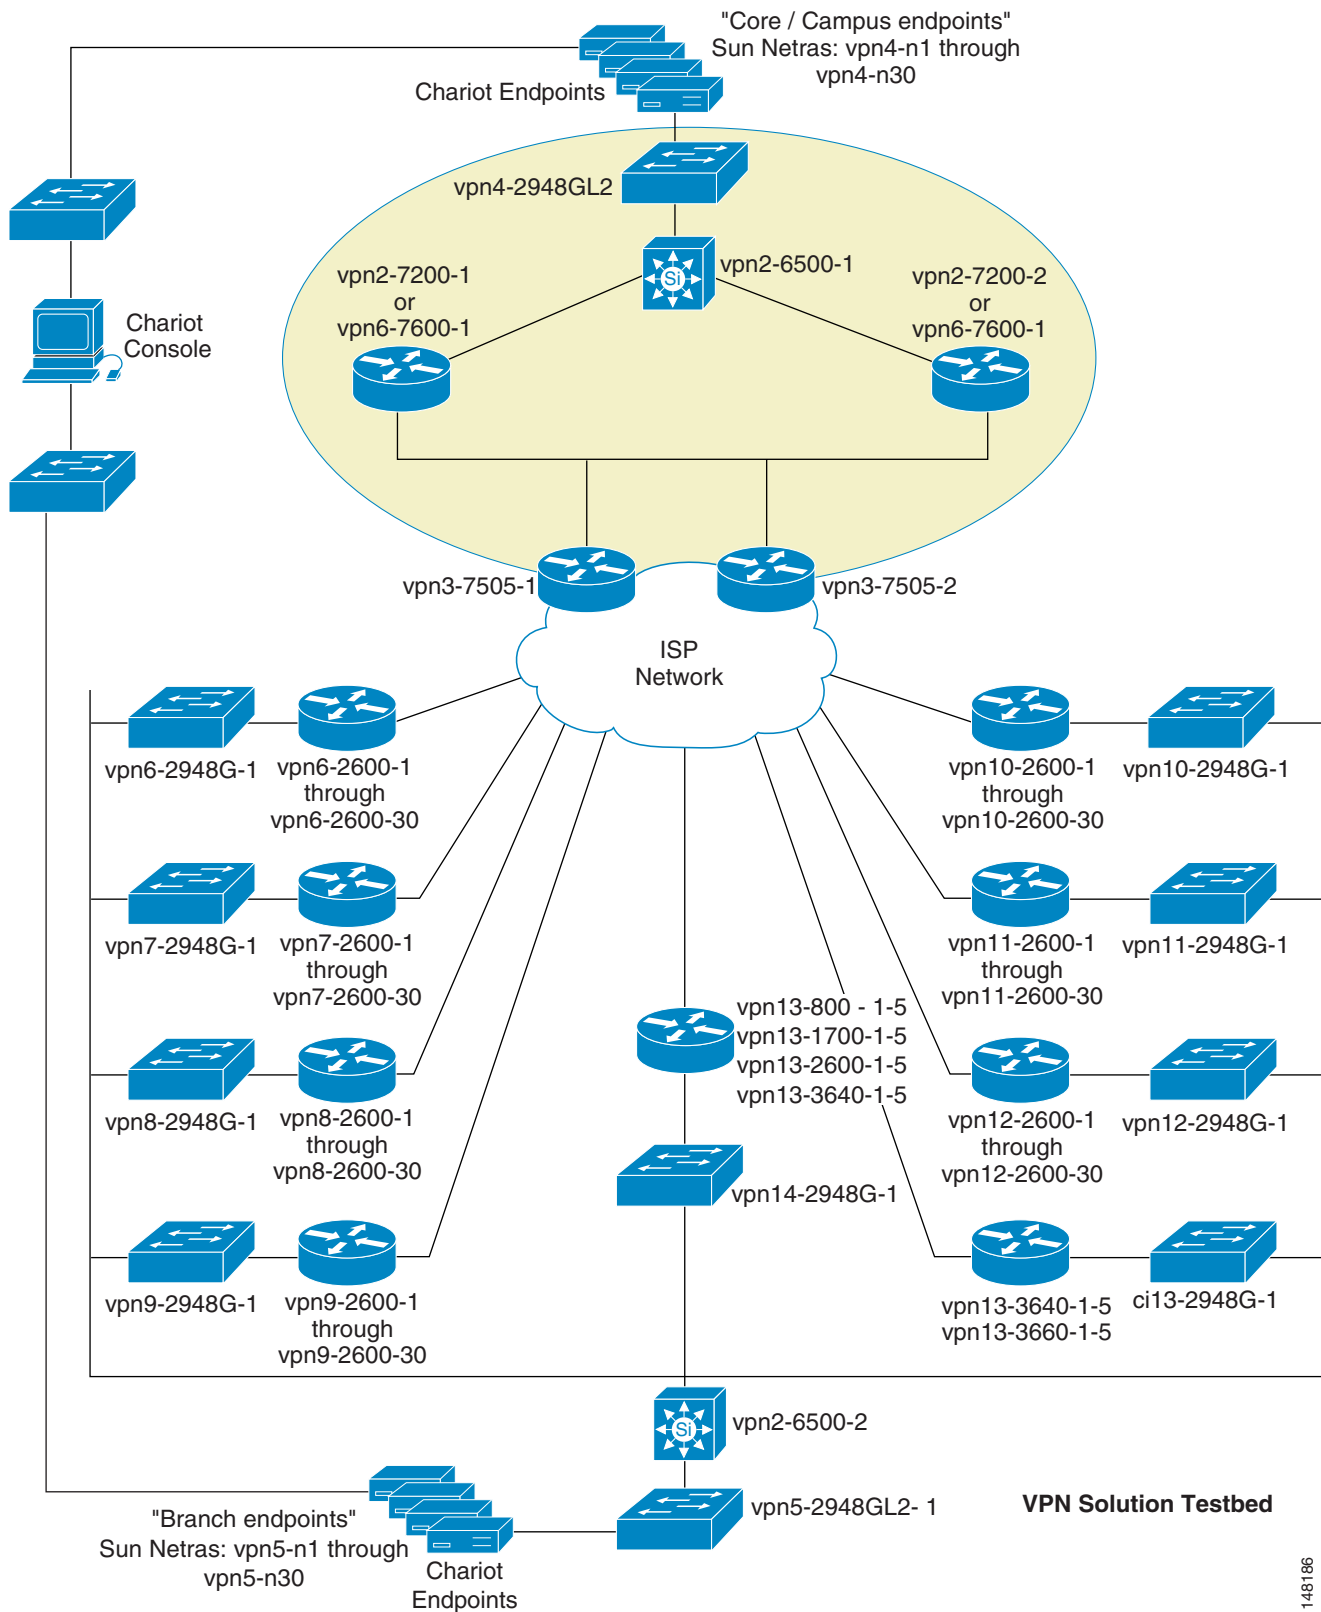 "Core / Campus endpoints"
Sun Netras: vpn4-n1 through
vpn4-n30
Chariot Endpoints
vpn4-2948GL2
Si
vpn2-6500-1
vpn2-7200-1
or
vpn6-7600-1
vpn2-7200-2
or
vpn6-7600-1
Chariot
Console
vpn3-7505-1
vpn3-7505-2
ISP
Network
vpn6-2948G-1
vpn6-2600-1
through
vpn6-2600-30
vpn10-2600-1
through
vpn10-2600-30
vpn10-2948G-1
vpn7-2948G-1
vpn7-2600-1
through
vpn7-2600-30
vpn11-2600-1
through
vpn11-2600-30
vpn11-2948G-1
vpn13-800 - 1-5
vpn13-1700-1-5
vpn13-2600-1-5
vpn13-3640-1-5
vpn8-2948G-1
vpn8-2600-1
through
vpn8-2600-30
vpn12-2600-1
through
vpn12-2600-30
vpn12-2948G-1
vpn14-2948G-1
vpn9-2948G-1
vpn9-2600-1
through
vpn9-2600-30
vpn13-3640-1-5
vpn13-3660-1-5
ci13-2948G-1
Si
vpn2-6500-2
vpn5-2948GL2- 1
VPN Solution Testbed
"Branch endpoints"
Sun Netras: vpn5-n1 through
vpn5-n30
Chariot
Endpoints
148186